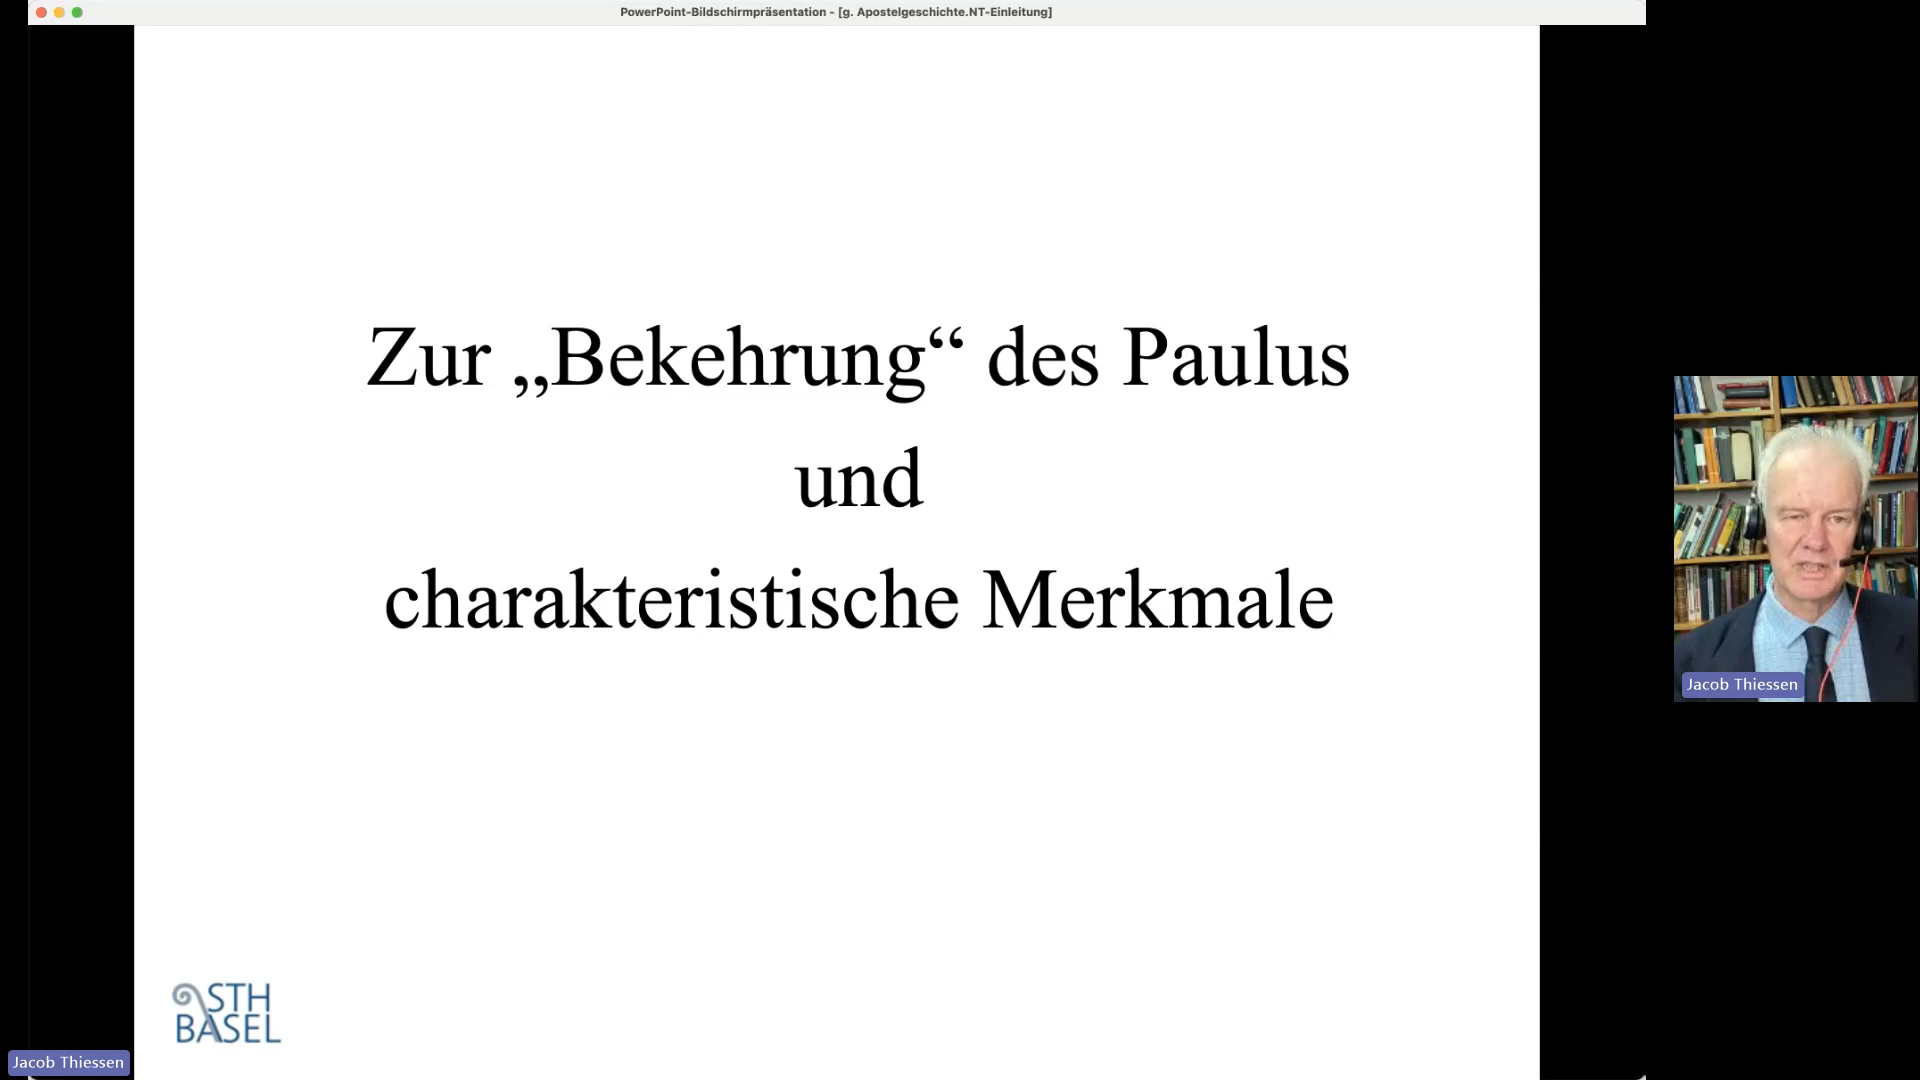 PowerPoint-Bildschirmpräsentation - [g. Apostelgeschichte.NT-Einleitung]
Zur „Bekehrung“ des Paulus
und
charakteristische Merkmale
Jacob Thiessen
STH
BASEL
Jacob Thiessen